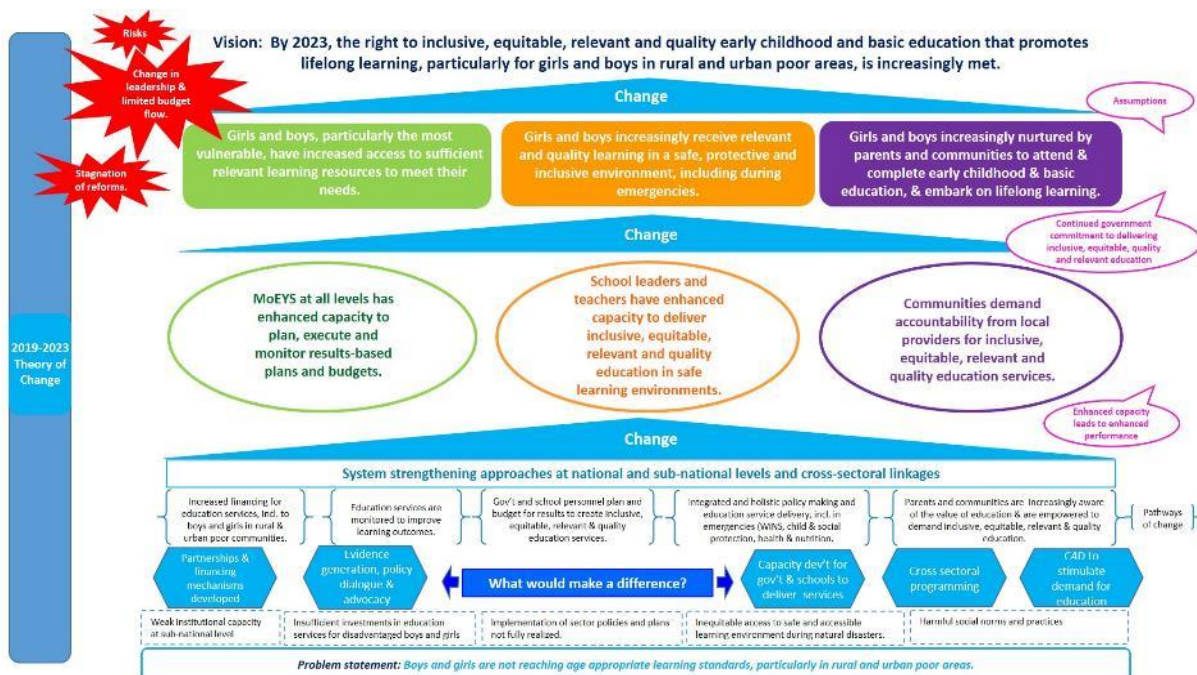 Risks
Vision: By 2023, the right to inclusive, equitable, relevant and quality early childhood and basic education that promotes
lifelong learning, particularly for girls and boys in rural and urban poor areas, is increasingly met.
Change in
leadership &
limited budget
flow.
Change
Assumptions
Stagnation
of reforms.
Girls and boys, particularly the most
vulnerable, have increased access to sufficient
relevant learning resources to meet their
needs.
Girls and boys increasingly receive relevant
and quality learning in a safe, protective and
inclusive environment, including during
emergencies.
Girls and boys increasingly nurtured by
parents and communities to attend &
complete early childhood & basic
education, & embark on lifelong learning.
Change
Continued government
commitment to delivering
inclusive, equitable, quality
and relevant education
2019-2023
Theory of
Change
MoEYS at all levels has
enhanced capacity to
plan, execute and
monitor results-based
plans and budgets.
School leaders and
teachers have enhanced
capacity to deliver
inclusive, equitable,
relevant and quality
education in safe
learning environments.
Communities demand
accountability from local
providers for inclusive,
equitable, relevant and
quality education services.
Enhanced capacity
leads to enhanced
performance
Change
System strengthening approaches at national and sub-national levels and cross-sectoral linkages
Increased financing for
education services, incl. to
boys and girls in rural &
urban poor communities.
Education services are
monitored to improve
learning outcomes.
Gov't and school personnel plan and
budget for results to create inclusive,
equitable, relevant & quality
education services.
Integrated and holistic policy making and
education service delivery, incl. in
emergencies (WINS, child & social
protection, health & nutrition.
Parents and communities are increasingly aware
of the value of education & are empowered to
demand inclusive, equitable, relevant & quality
education.
Pathways
of change
Partnerships &
financing
mechanisms
developed
Evidence
generation, policy
dialogue &
advocacy
What would make a difference?
Capacity dev't for
gov't & schools to
deliver services
Cross sectoral
programming
C4D to
stimulate
demand for
education
Weak institutional capacity
at sub-national level
Insufficient investments in education
services for disadvantaged boys and girls
Implementation of sector policies and plans
not fully realized.
Inequitable access to safe and accessible
learning environment during natural disasters.
Harmful social norms and practices
Problem statement: Boys and girls are not reaching age appropriate learning standards, particularly in rural and urban poor areas.